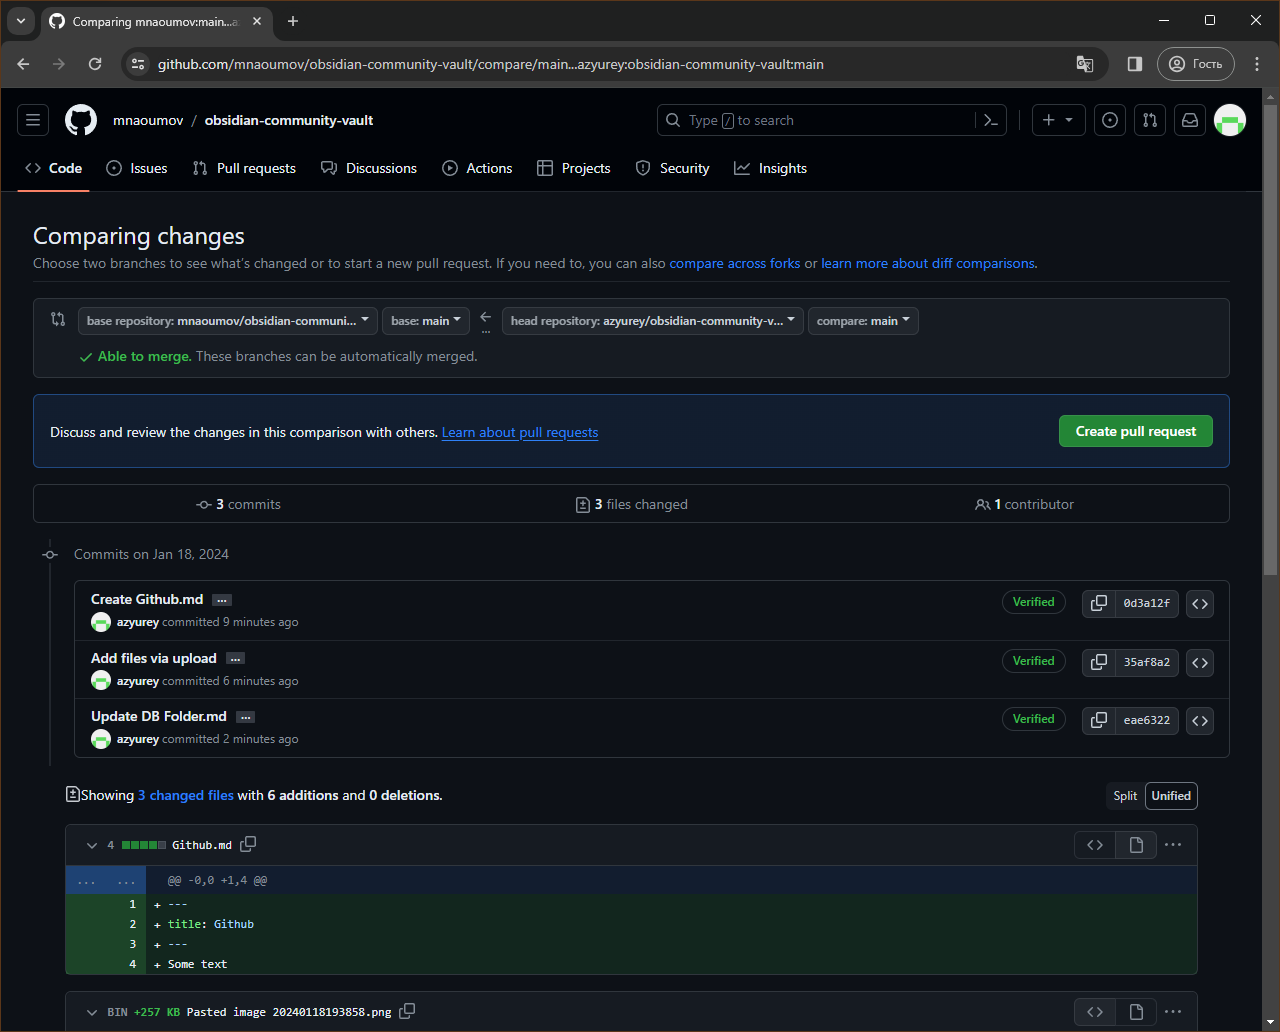 Comparing mnaoumov:main...a
github.com/mnaoumov/obsidian-community-vault/compare/main...azyurey:obsidian-community-vault:main
Гость
mnaoumov / obsidian-community-vault
Type / to search
Code Issues Pull requests Discussions Actions Projects Security Insights
Comparing changes
Choose two branches to see what's changed or to start a new pull request. If you need to, you can also compare across forks or learn more about diff comparisons.
base repository: mnaoumov/obsidian-communi... base: main ... head repository: azyurey/obsidian-community-v... compare: main
Able to merge. These branches can be automatically merged.
Discuss and review the changes in this comparison with others. Learn about pull requests Create pull request
3 commits 3 files changed 1 contributor
Commits on Jan 18, 2024
Create Github.md ... Verified 0d3a12f
azyurey committed 9 minutes ago
Add files via upload ... Verified 35af8a2
azyurey committed 6 minutes ago
Update DB Folder.md ... Verified eae6322
azyurey committed 2 minutes ago
Showing 3 changed files with 6 additions and 0 deletions. Split Unified
4 Github.md
... ... @@ -0,0 +1,4 @@
1 + ---
2 + title: Github
3 + ---
4 + Some text
BIN +257 KB Pasted image 20240118193858.png